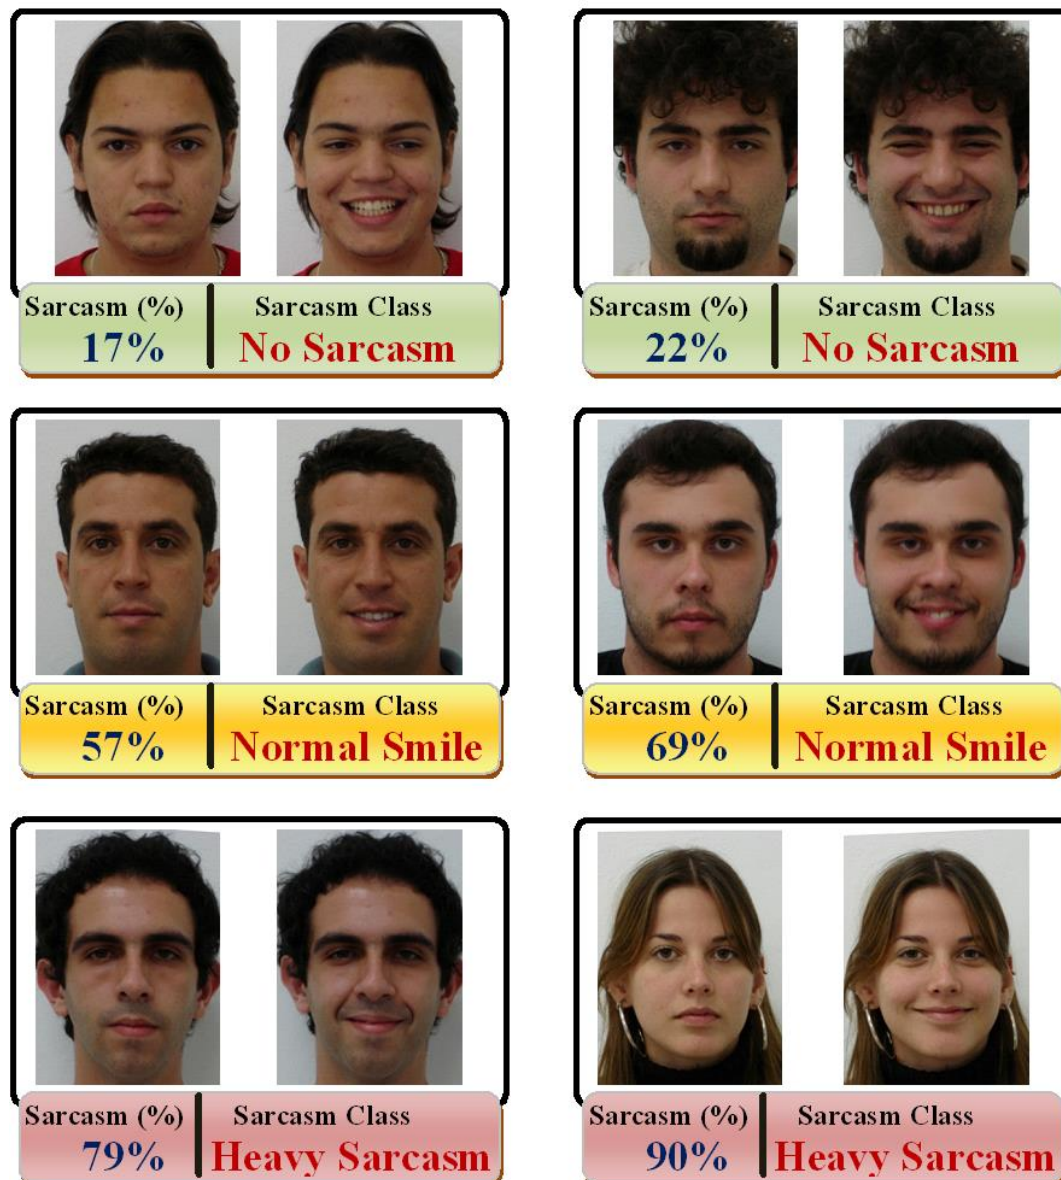 Sarcasm (%) Sarcasm Class
17% No Sarcasm
Sarcasm (%) Sarcasm Class
22% No Sarcasm
Sarcasm (%) Sarcasm Class
57% Normal Smile
Sarcasm (%) Sarcasm Class
69% Normal Smile
Sarcasm (%) Sarcasm Class
79% Heavy Sarcasm
Sarcasm (%) Sarcasm Class
90% Heavy Sarcasm